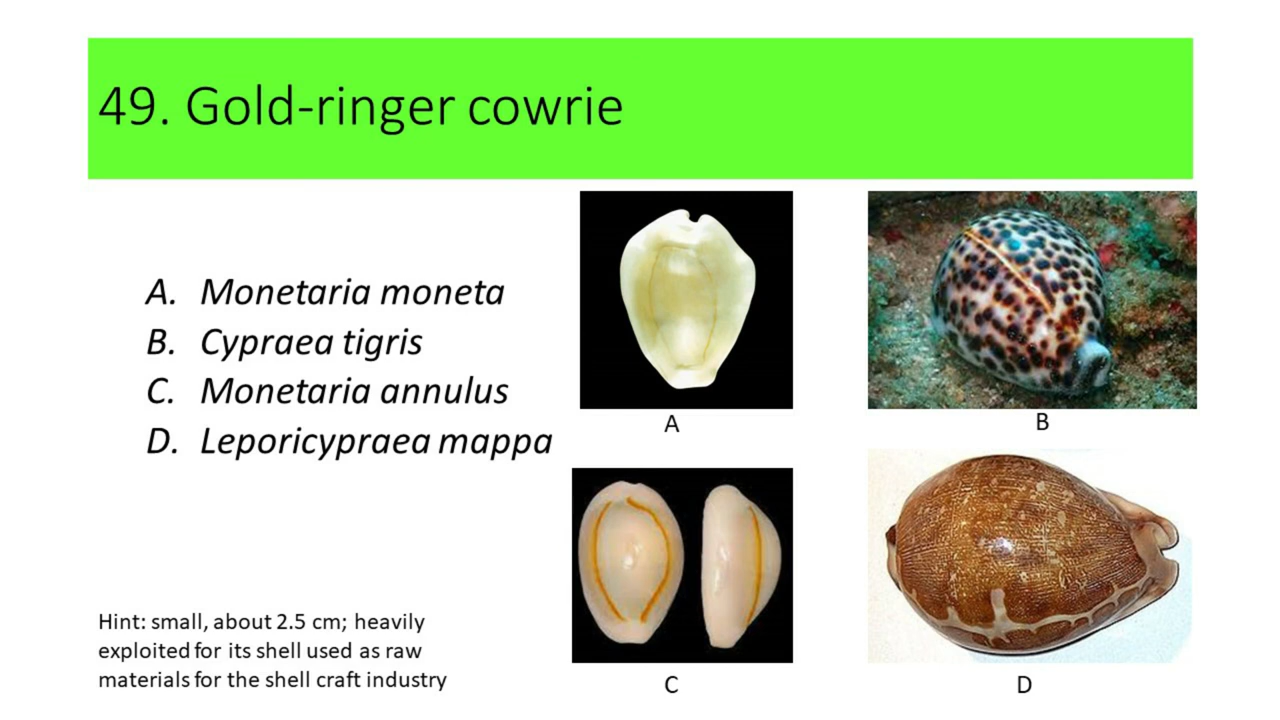 49. Gold-ringer cowrie
A. Monetaria moneta
B. Cypraea tigris
C. Monetaria annulus
D. Leporicypraea mappa
Hint: small, about 2.5 cm; heavily
exploited for its shell used as raw
materials for the shell craft industry
A
B
C
D